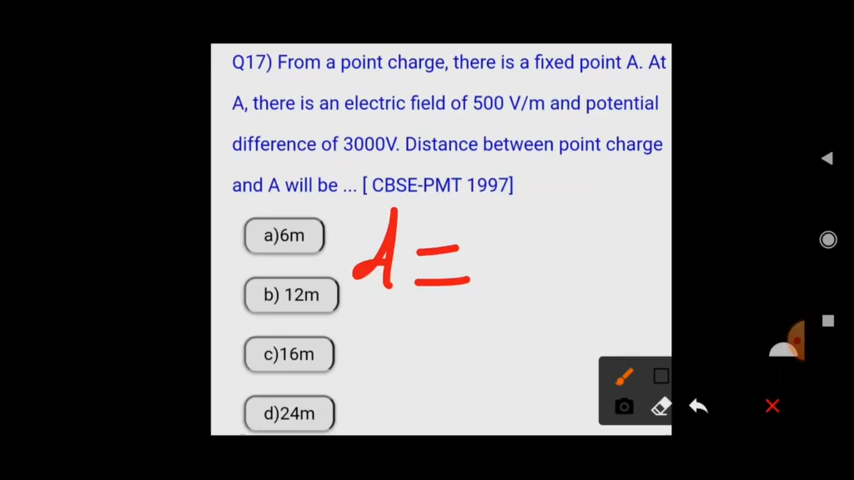 Q17) From a point charge, there is a fixed point A. At
A, there is an electric field of 500 V/m and potential
difference of 3000V. Distance between point charge
and A will be ... [ CBSE-PMT 1997]
a)6m
d =
b) 12m
c)16m
d)24m